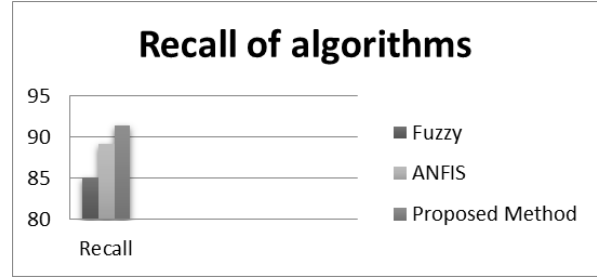 Recall of algorithms
95
90
85
80
Recall
Fuzzy
ANFIS
Proposed Method